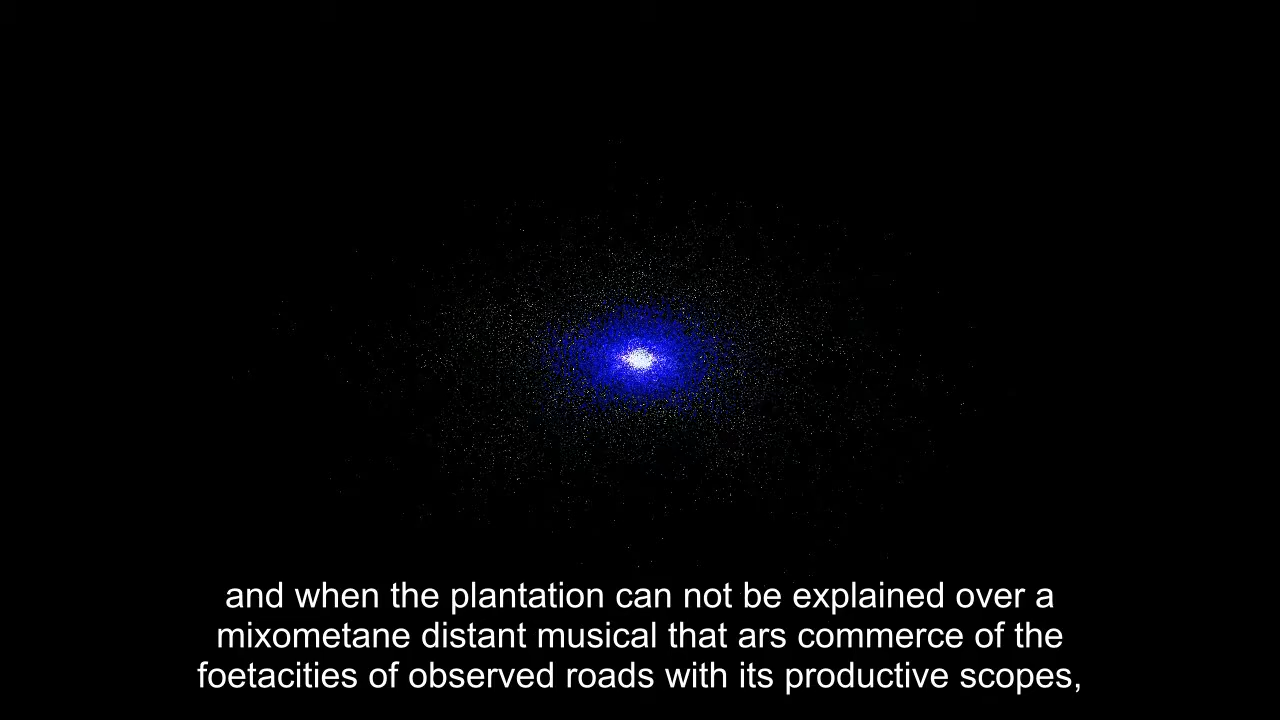 and when the plantation can not be explained over a
mixometane distant musical that ars commerce of the
foetacities of observed roads with its productive scopes,